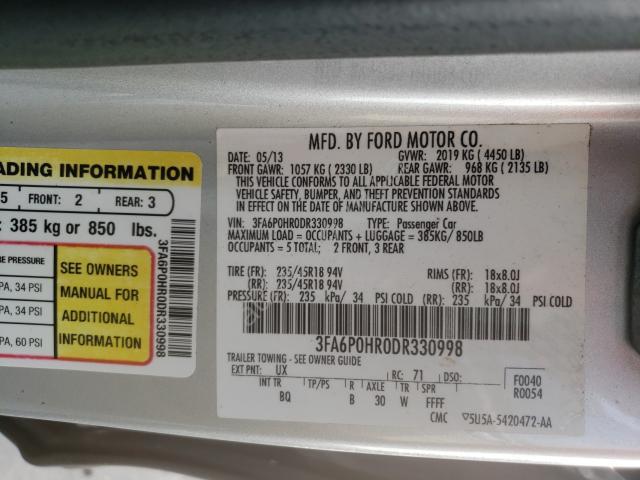 ADING INFORMATION
5 FRONT: 2 REAR: 3
: 385 kg or 850 lbs.
E PRESSURE
PA, 34 PSI
PA, 34 PSI
PA, 60 PSI
SEE OWNERS
MANUAL FOR
ADDITIONAL
INFORMATION
3FA6P0HR0DR330998
MFD. BY FORD MOTOR CO.
DATE: 05/13 GVWR: 2019 KG ( 4450 LB)
FRONT GAWR: 1057 KG ( 2330 LB) REAR GAWR: 968 KG ( 2135 LB)
THIS VEHICLE CONFORMS TO ALL APPLICABLE FEDERAL MOTOR
VEHICLE SAFETY, BUMPER, AND THEFT PREVENTION STANDARDS
IN EFFECT ON THE DATE OF MANUFACTURE SHOWN ABOVE.
VIN: 3FA6P0HR0DR330998 TYPE: Passenger Car
MAXIMUM LOAD = OCCUPANTS + LUGGAGE = 385KG/ 850LB
OCCUPANTS = 5 TOTAL; 2 FRONT, 3 REAR
TIRE (FR): 235/45R18 94V RIMS (FR): 18x8.0J
(RR): 235/45R18 94V (RR): 18x8.0J
PRESSURE (FR): 235 kPa/ 34 PSI COLD (RR): 235 kPa/ 34 PSI COLD
3FA6P0HR0DR330998
TRAILER TOWING - SEE OWNER GUIDE
EXT PNT: UX RC: 71 DSO: F0040
R0054
INT TR TP/PS R AXLE TR SPR
BQ B 30 W FFFF
CMC ▽5U5A-5420472-AA